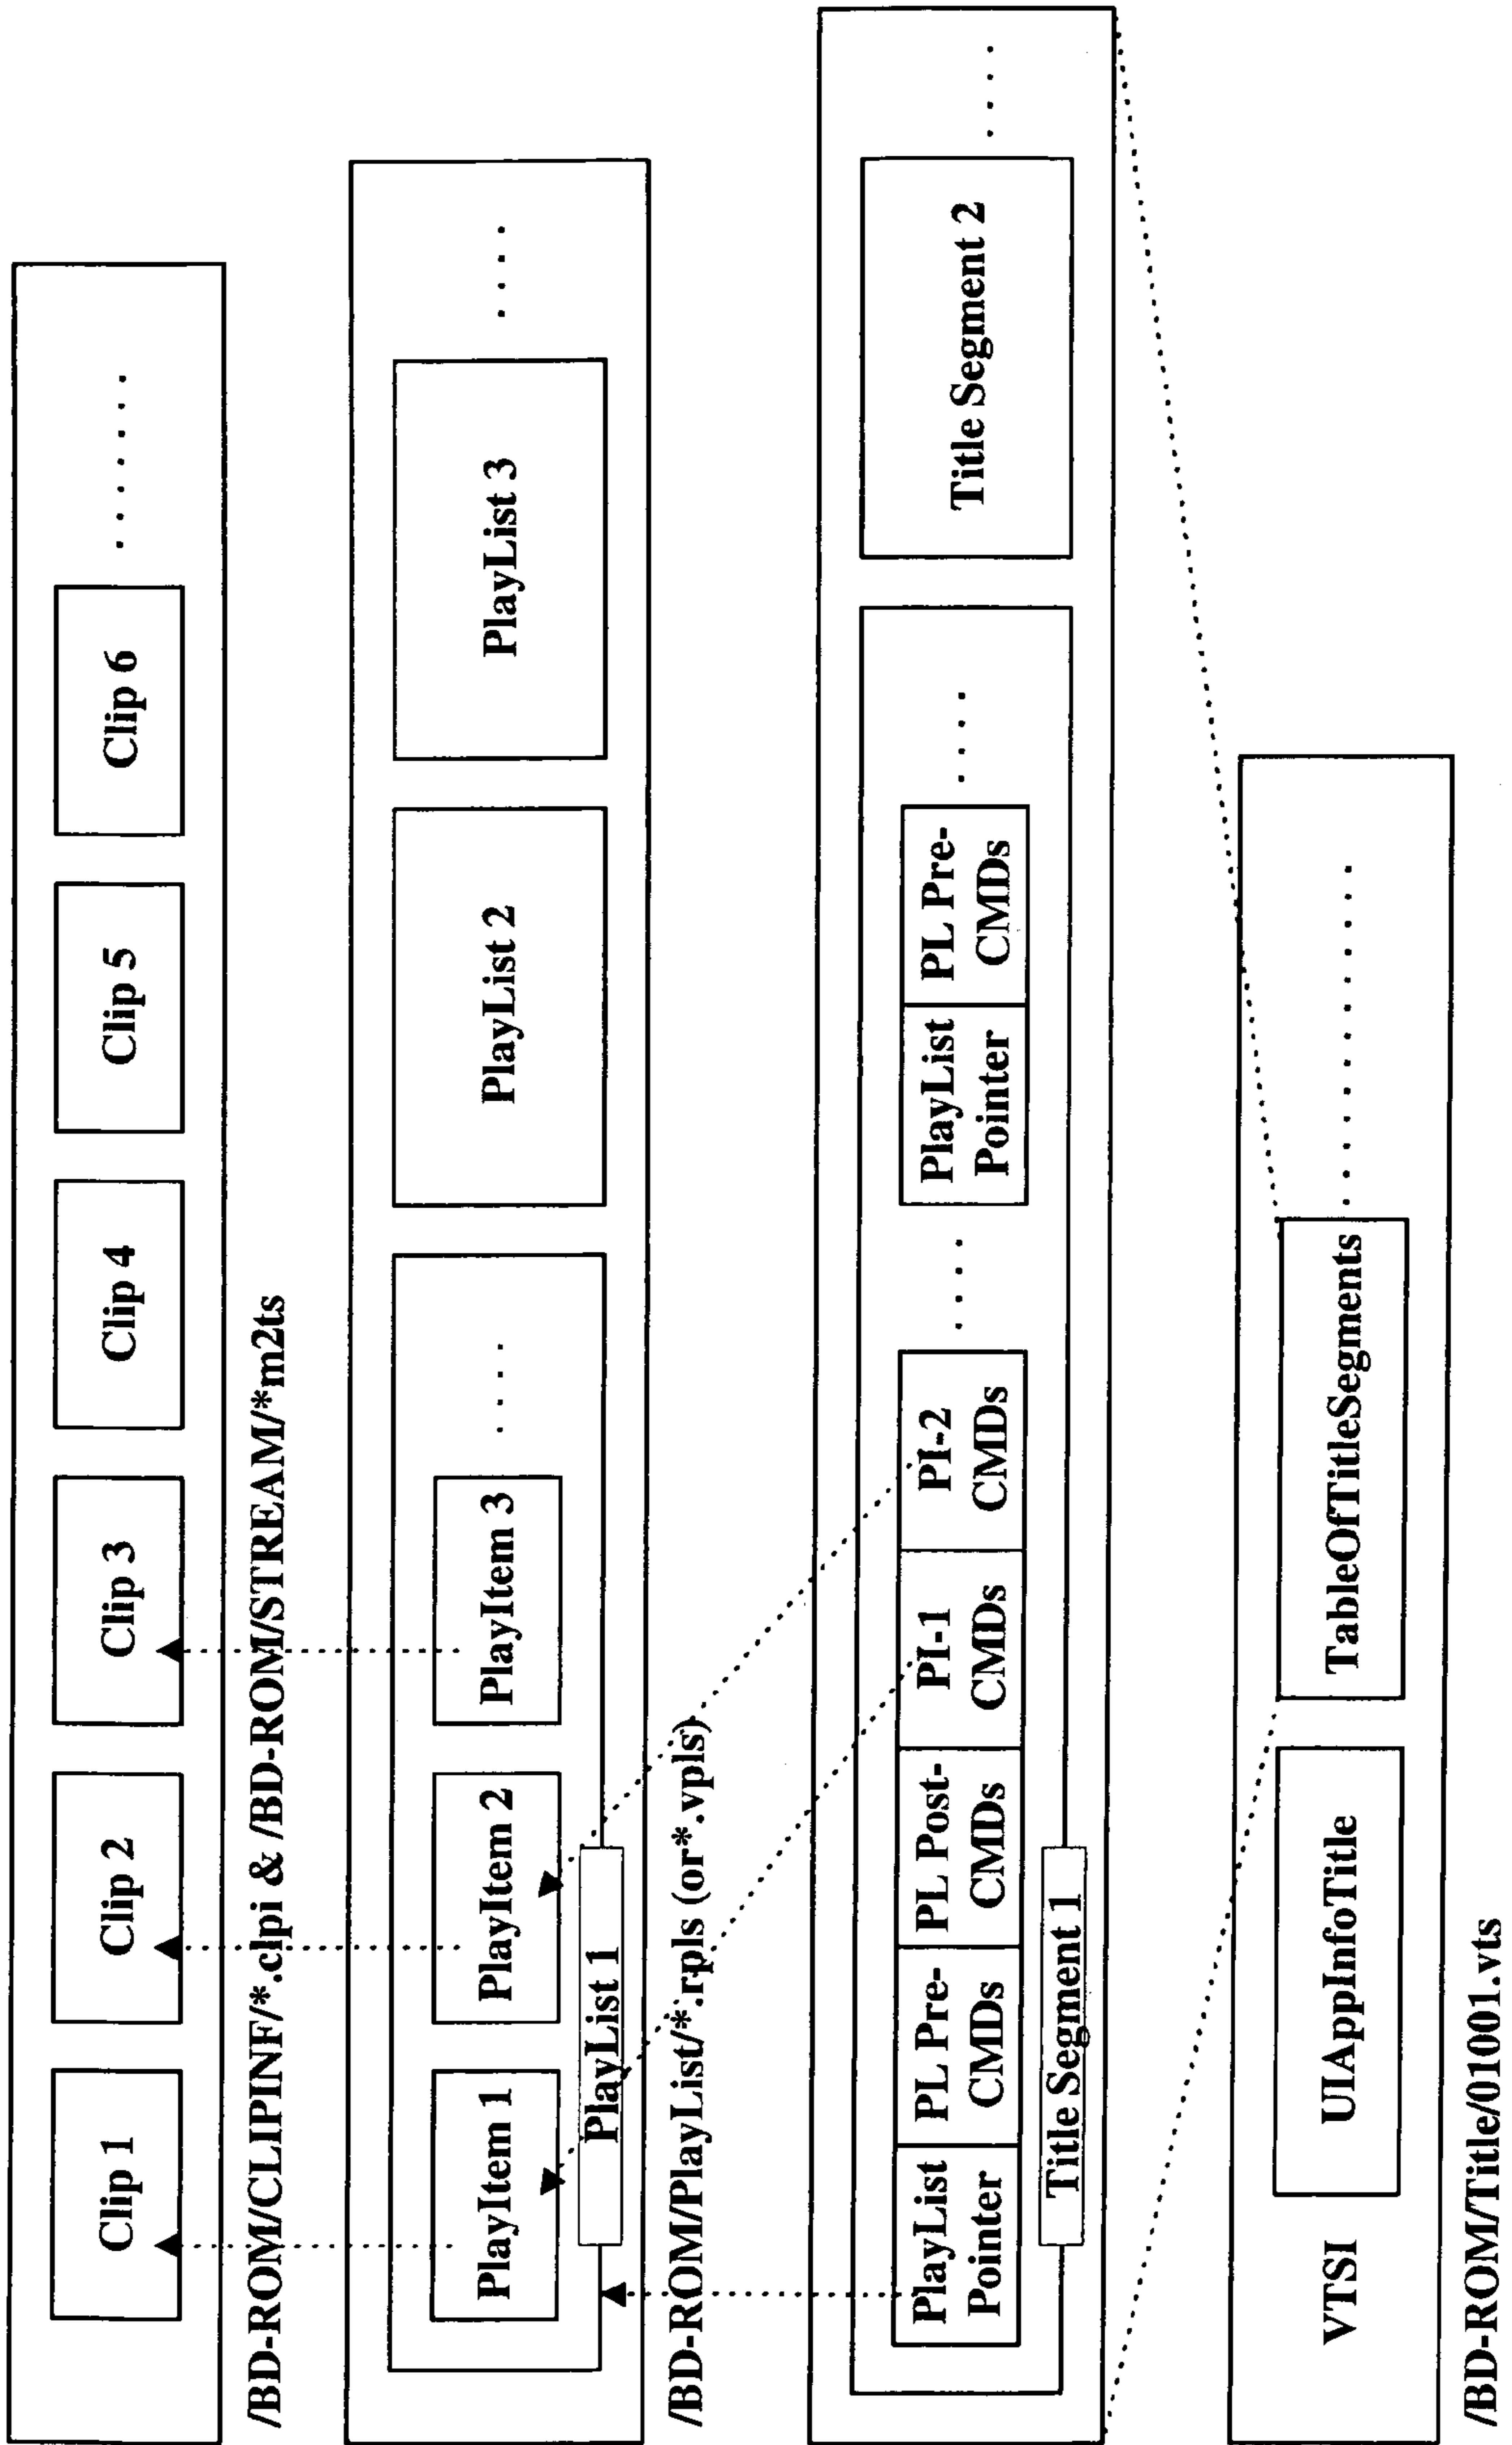 Clip 1
Clip 2
Clip 3
Clip 4
Clip 5
Clip 6
. . . . . . .
/BD-ROM/CLIPINF/*.clpi & /BD-ROM/STREAM/*m2ts
PlayItem 1
PlayItem 2
PlayItem 3
. . . .
PlayList 1
PlayList 2
PlayList 3
. . . .
/BD-ROM/PlayList/*.rpls (or*.vpls)
PlayList
Pointer
PL Pre-
CMDs
PL Post-
CMDs
PI-1
CMDs
PI-2
CMDs
. . . .
PlayList
Pointer
PL Pre-
CMDs
. . . .
Title Segment 1
Title Segment 2
. . . .
VTSI
UIAppInfoTitle
TableOfTitleSegments
. . . . . . . . . . . . .
/BD-ROM/Title/01001.vts